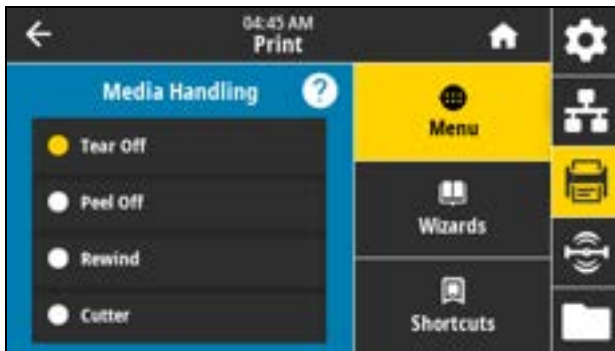 04:45 AM
Print
Media Handling ?
Tear Off
Peel Off
Rewind
Cutter
Menu
Wizards
Shortcuts